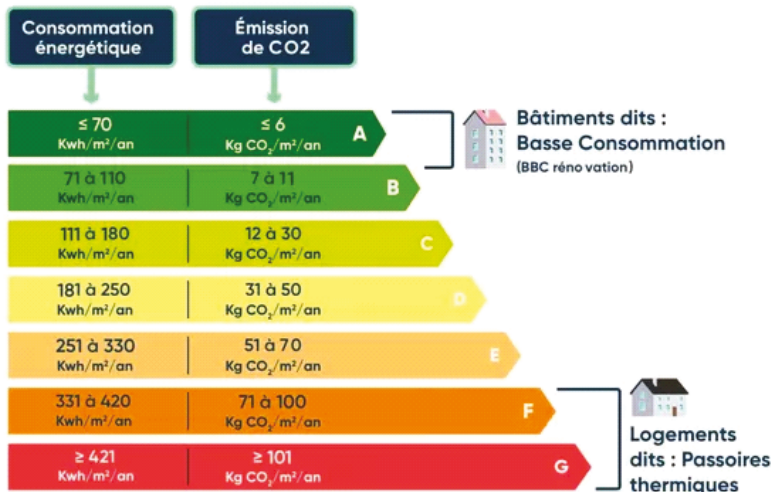 Consommation
énergétique
Émission
de CO2
≤ 70
Kwh/m²/an
≤ 6
Kg CO₂/m²/an
A
Bâtiments dits :
Basse Consommation
(BBC réno vation)
71 à 110
Kwh/m²/an
7 à 11
Kg CO₂/m²/an
B
111 à 180
Kwh/m²/an
12 à 30
Kg CO₂/m²/an
C
181 à 250
Kwh/m²/an
31 à 50
Kg CO₂/m²/an
D
251 à 330
Kwh/m²/an
51 à 70
Kg CO₂/m²/an
E
331 à 420
Kwh/m²/an
71 à 100
Kg CO₂/m²/an
F
≥ 421
Kwh/m²/an
≥ 101
Kg CO₂/m²/an
G
Logements
dits : Passoires
thermiques